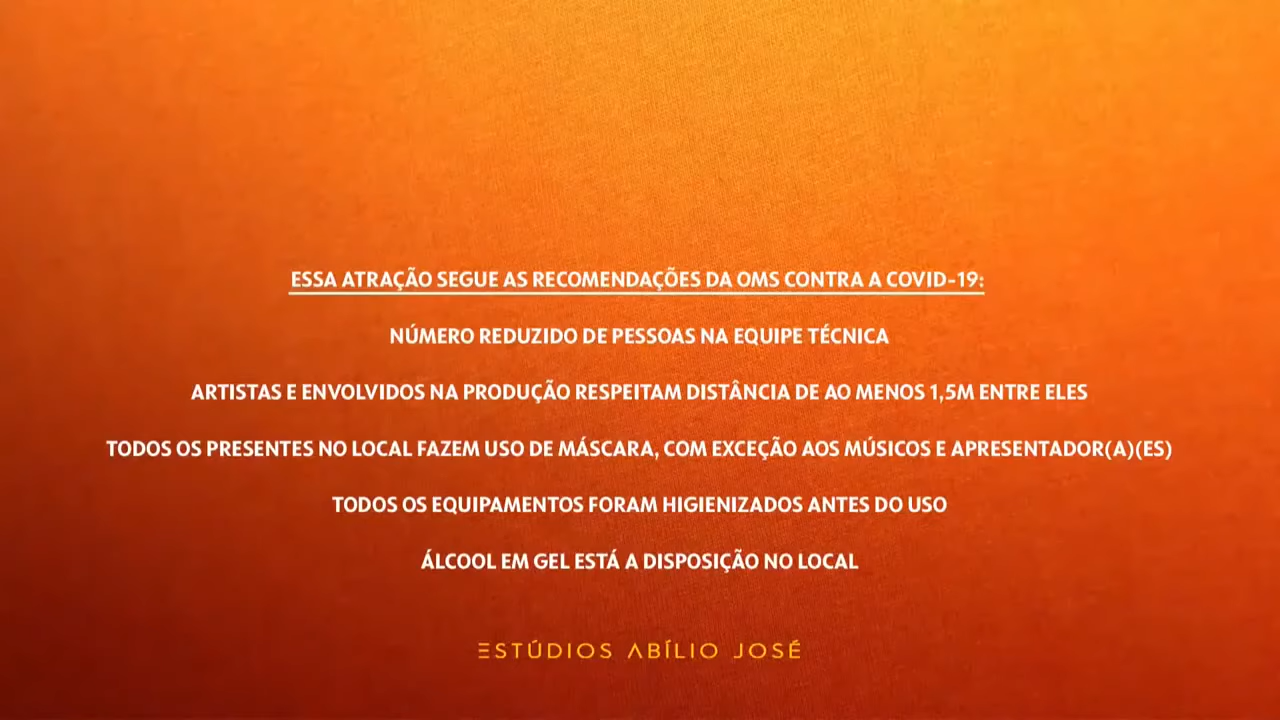 ESSA ATRAÇÃO SEGUE AS RECOMENDAÇÕES DA OMS CONTRA A COVID-19:
NÚMERO REDUZIDO DE PESSOAS NA EQUIPE TÉCNICA
ARTISTAS E ENVOLVIDOS NA PRODUÇÃO RESPEITAM DISTÂNCIA DE AO MENOS 1,5M ENTRE ELES
TODOS OS PRESENTES NO LOCAL FAZEM USO DE MÁSCARA, COM EXCEÇÃO AOS MÚSICOS E APRESENTADOR(A)(ES)
TODOS OS EQUIPAMENTOS FORAM HIGIENIZADOS ANTES DO USO
ÁLCOOL EM GEL ESTÁ A DISPOSIÇÃO NO LOCAL
ESTÚDIOS ABÍLIO JOSÉ